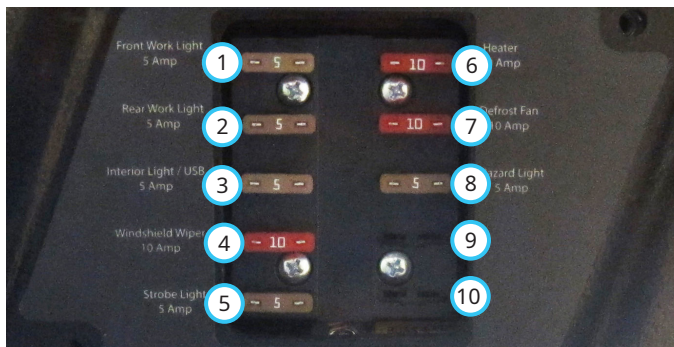 Front Work Light
5 Amp
1
5
Rear Work Light
5 Amp
2
5
Interior Light / USB
5 Amp
3
5
Windshield Wiper
10 Amp
4
10
Strobe Light
5 Amp
5
5
10
6
Heater
Amp
10
7
Defrost Fan
10 Amp
5
8
Hazard Light
5 Amp
9
10